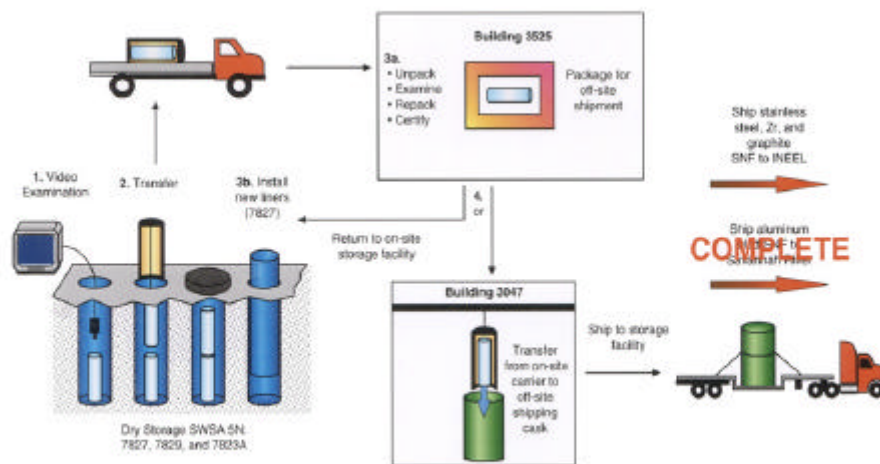 Building 3525
3a.
• Unpack
• Examine
• Repack
• Certify
Package for
off-site
shipment
Ship stainless
steel, Zr, and
graphite
SNF to INEEL
1. Video
Examination
2. Transfer
3b. Install
new liners
(7827)
4.
or
Return to on-site
storage facility
Ship aluminum
SNF to
COMPLETE
Building 3047
Transfer
from on-site
carrier to
off-site
shipping
cask
Ship to storage
facility
Dry Storage SWSA 5N:
7827, 7829, and 7823A